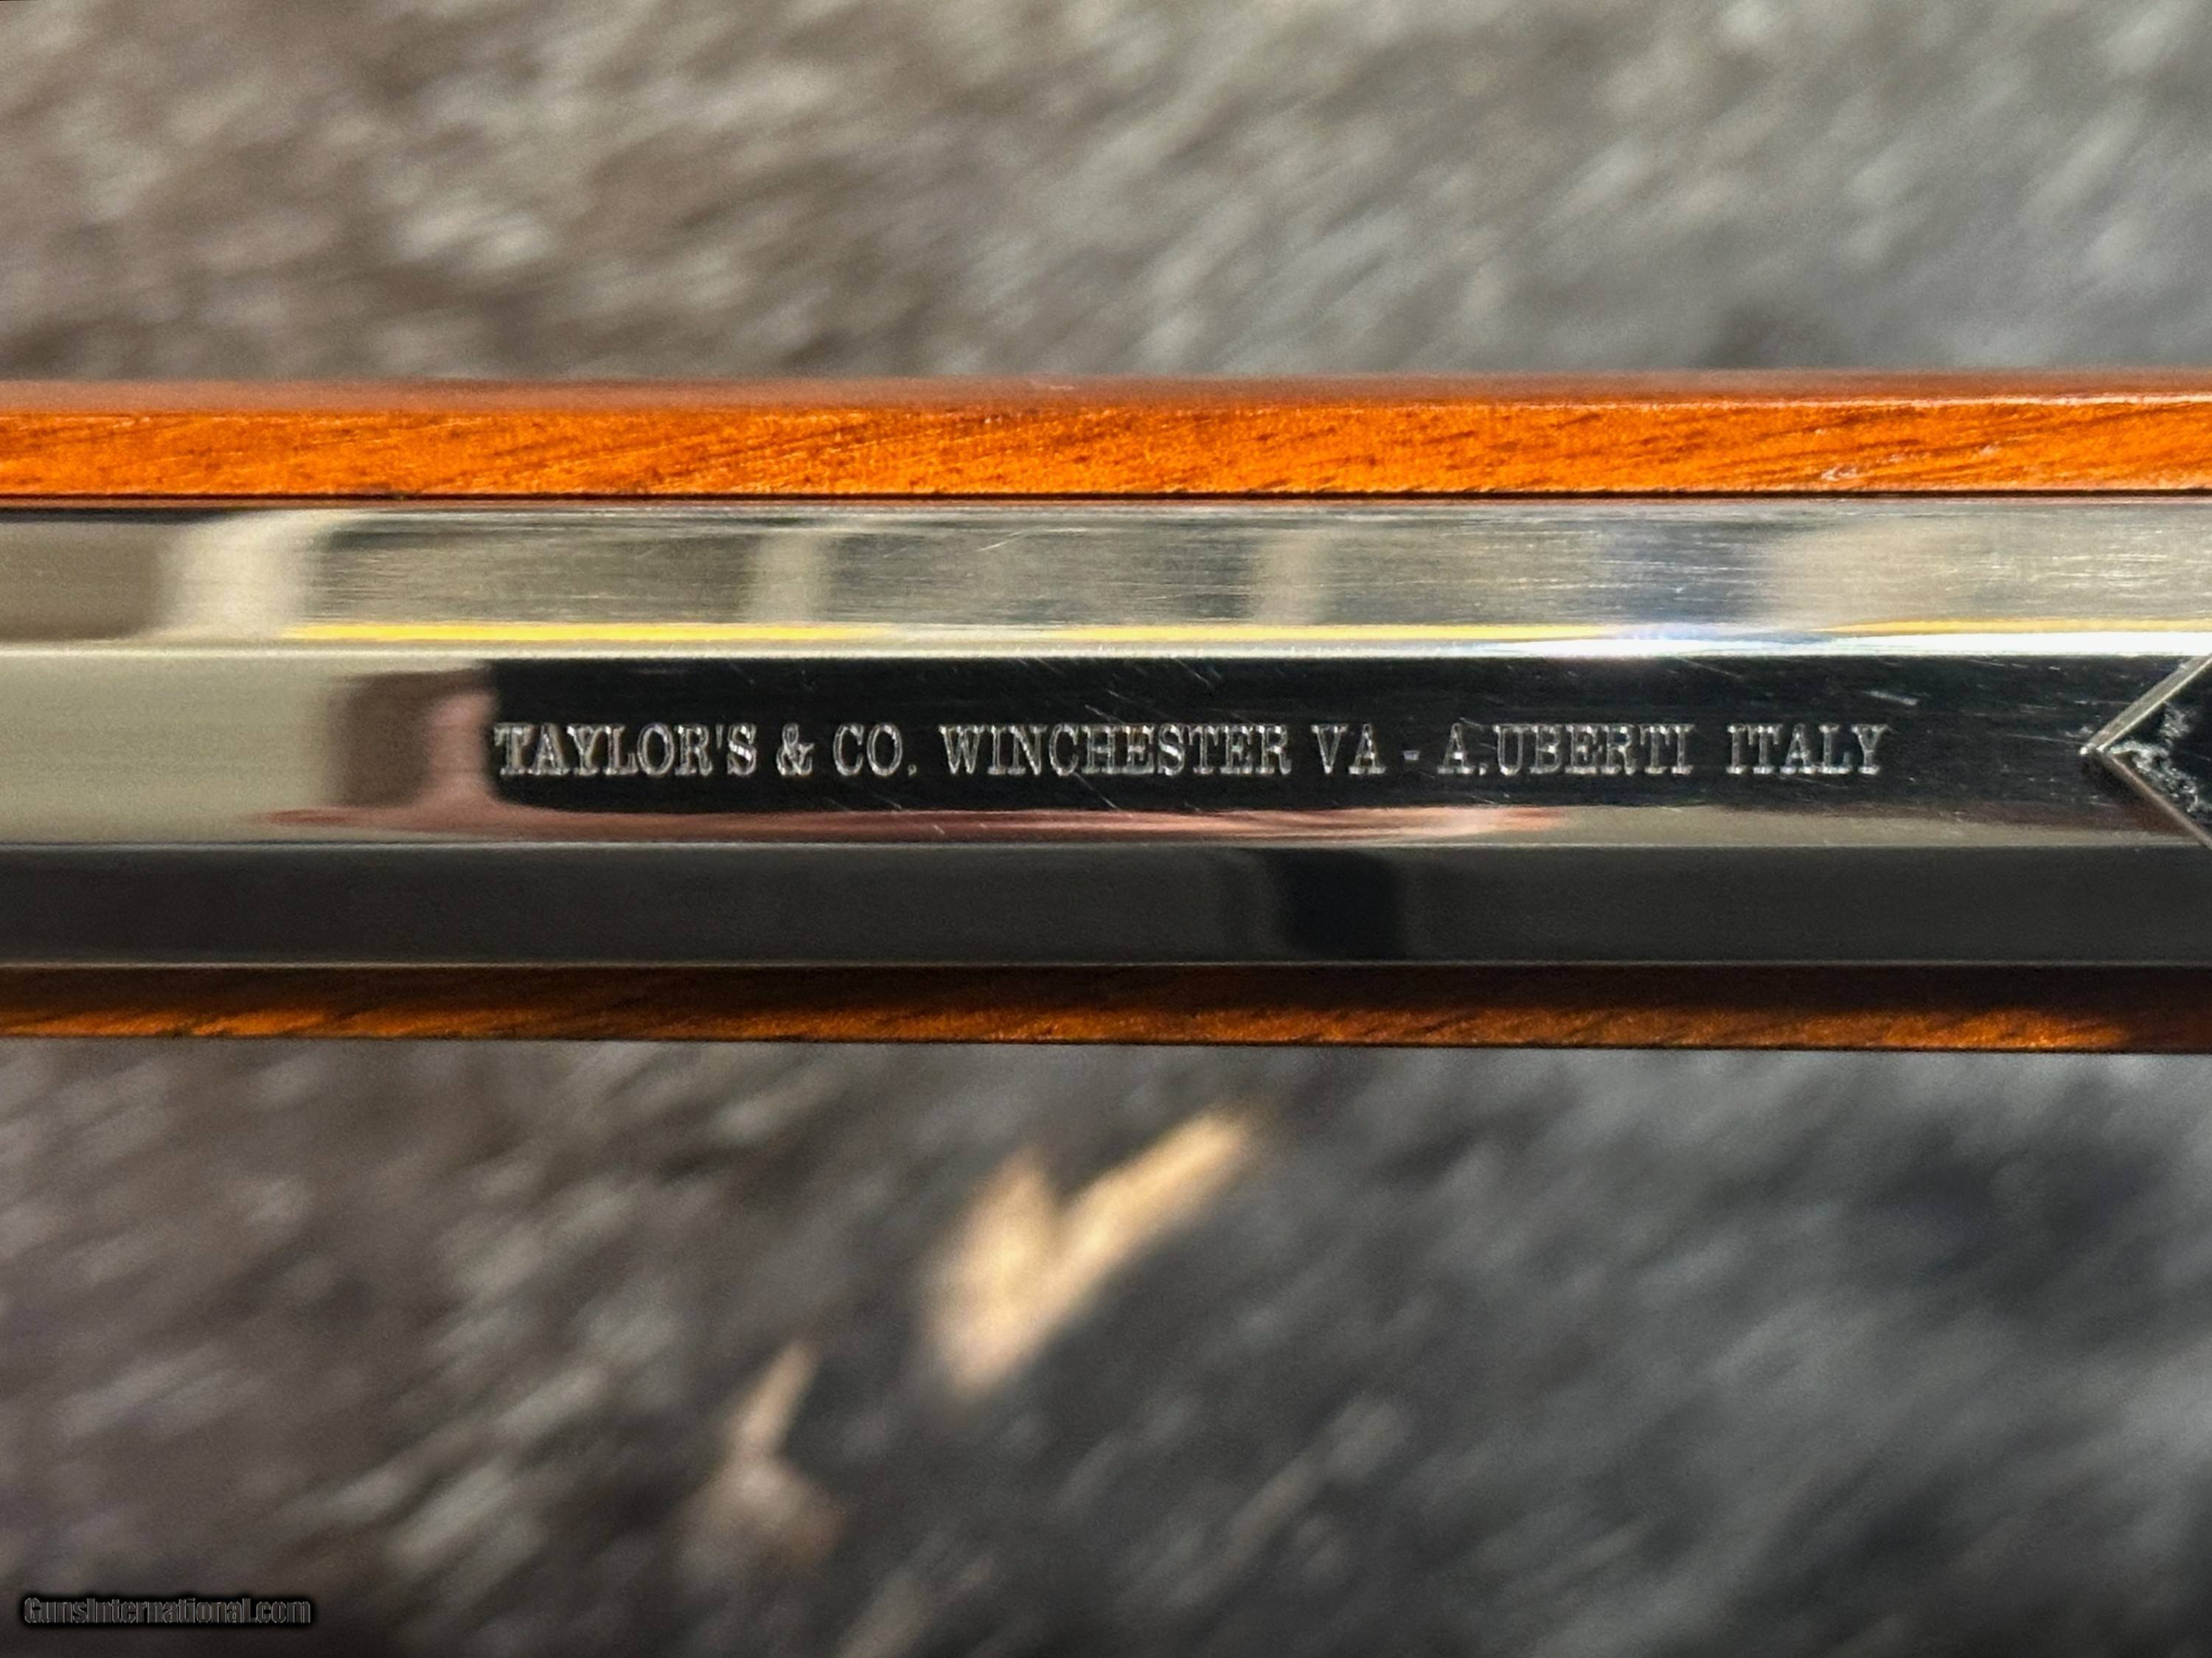 TAYLOR'S & CO. WINCHESTER VA - A.UBERTI ITALY
GunsInternational.com